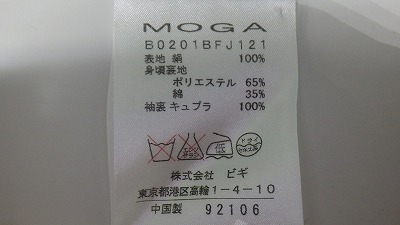 MOGA
B0201BFJ121
表地 絹 100%
身頃裏地
ポリエステル 65%
綿 35%
袖裏 キュプラ 100%
低 ドライ
株式会社 ビギ
東京都港区高輪1-4-10
中国製 92106